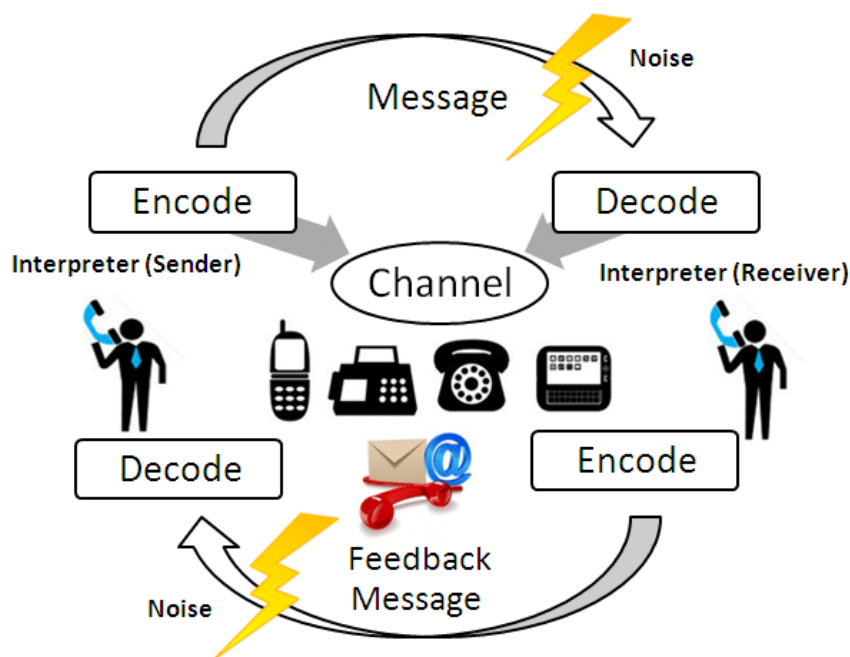 Noise
Message
Encode
Decode
Interpreter (Sender)
Channel
Interpreter (Receiver)
@
Decode
Encode
Feedback
Message
Noise